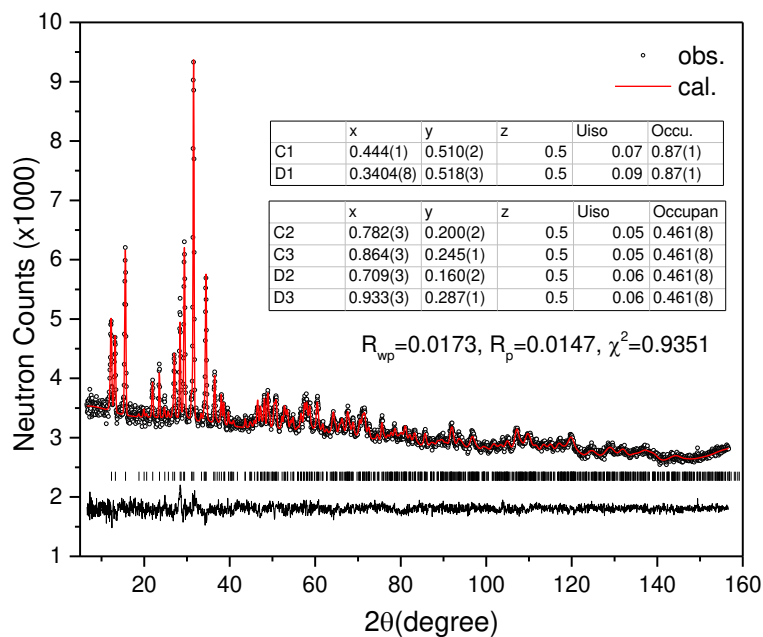 10
9
8
7
6
5
4
3
2
1
Neutron Counts (x1000)
obs.
cal.
x y z Uiso Occu.
C1 0.444(1) 0.510(2) 0.5 0.07 0.87(1)
D1 0.3404(8) 0.518(3) 0.5 0.09 0.87(1)
x y z Uiso Occupan
C2 0.782(3) 0.200(2) 0.5 0.05 0.461(8)
C3 0.864(3) 0.245(1) 0.5 0.05 0.461(8)
D2 0.709(3) 0.160(2) 0.5 0.06 0.461(8)
D3 0.933(3) 0.287(1) 0.5 0.06 0.461(8)
R_wp=0.0173, R_p=0.0147, χ²=0.9351
20 40 60 80 100 120 140 160
2θ(degree)